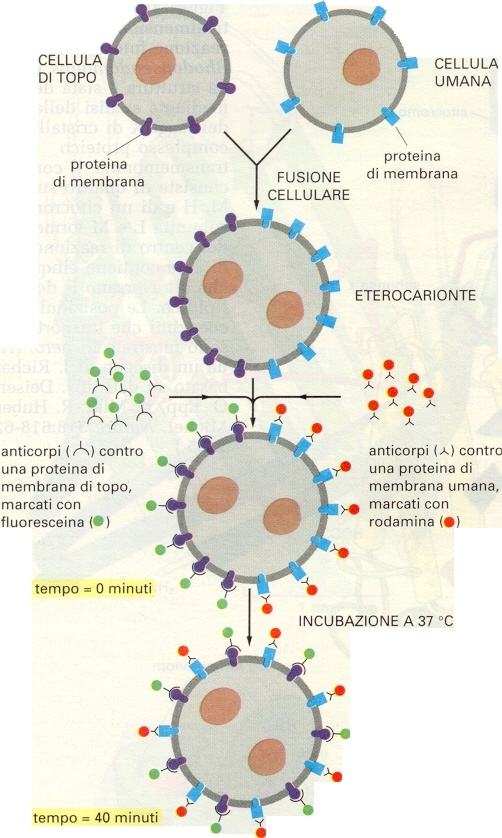 CELLULA
DI TOPO
CELLULA
UMANA
proteina
di membrana
proteina
di membrana
FUSIONE
CELLULARE
ETEROCARIONTE
anticorpi ( ) contro
una proteina di
membrana di topo,
marcati con
fluoresceina ( )
anticorpi ( ) contro
una proteina di
membrana umana,
marcati con
rodamina ( )
tempo = 0 minuti
INCUBAZIONE A 37 °C
tempo = 40 minuti